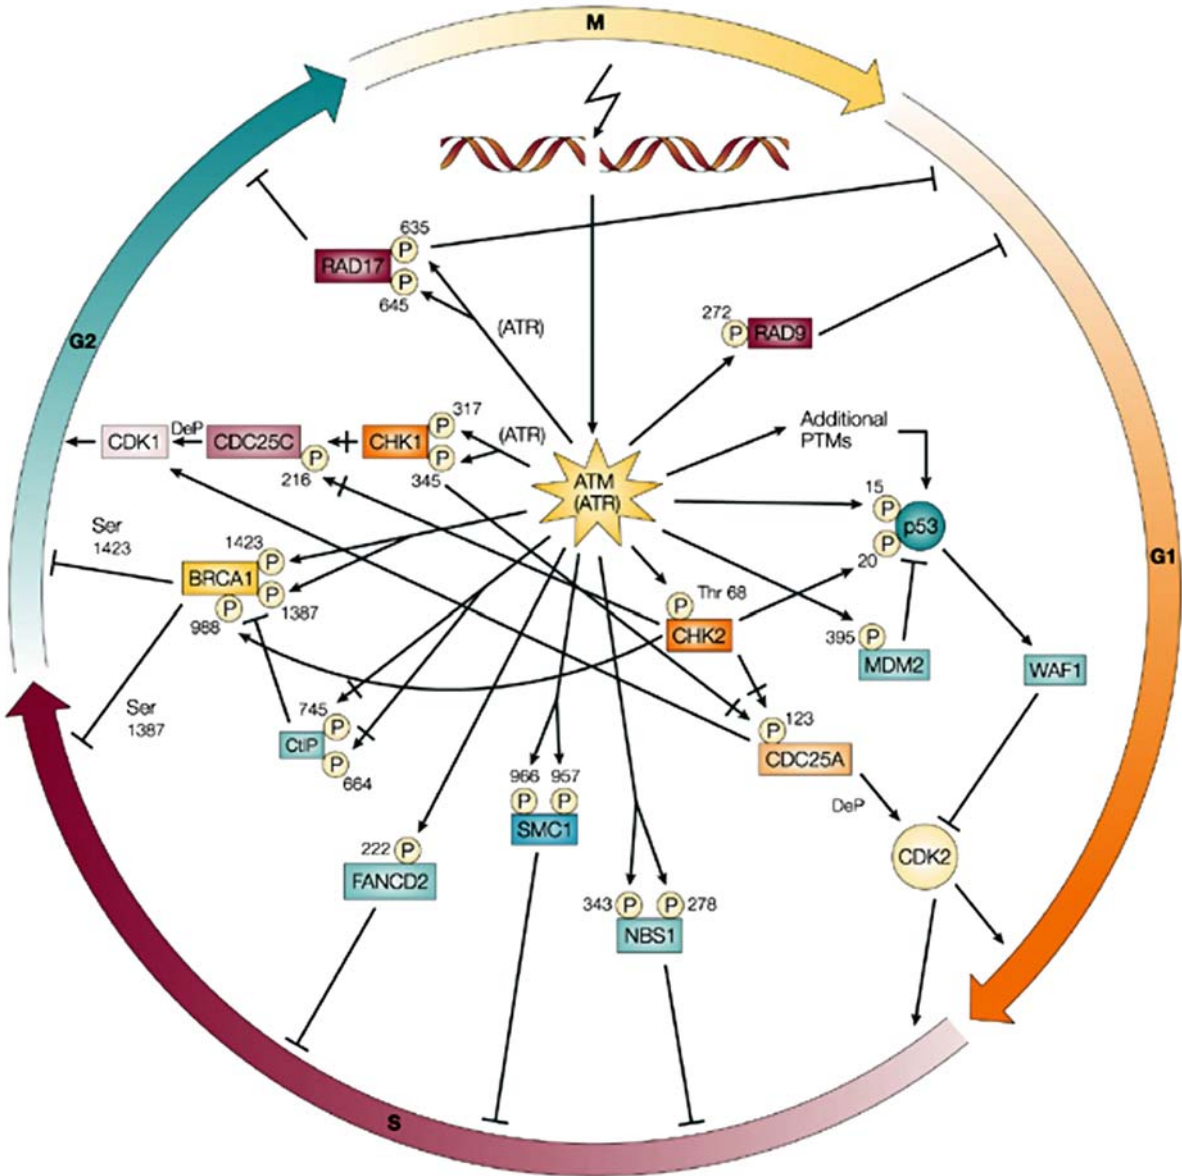 M
635
P
RAD17
P
645
(ATR)
272
P
RAD9
G2
Additional
PTMs
317
P
(ATR)
CDK1
DeP
CDC25C
CHK1
P
P
216
345
ATM
(ATR)
15
P
p53
P
20
G1
Ser
1423
1423
P
BRCA1
P
1387
P
988
Thr 68
P
CHK2
395
P
MDM2
WAF1
Ser
1387
745
P
CtIP
P
664
123
P
CDC25A
DeP
966
957
P
P
SMC1
222
P
FANCD2
CDK2
343
P
P
278
NBS1
S